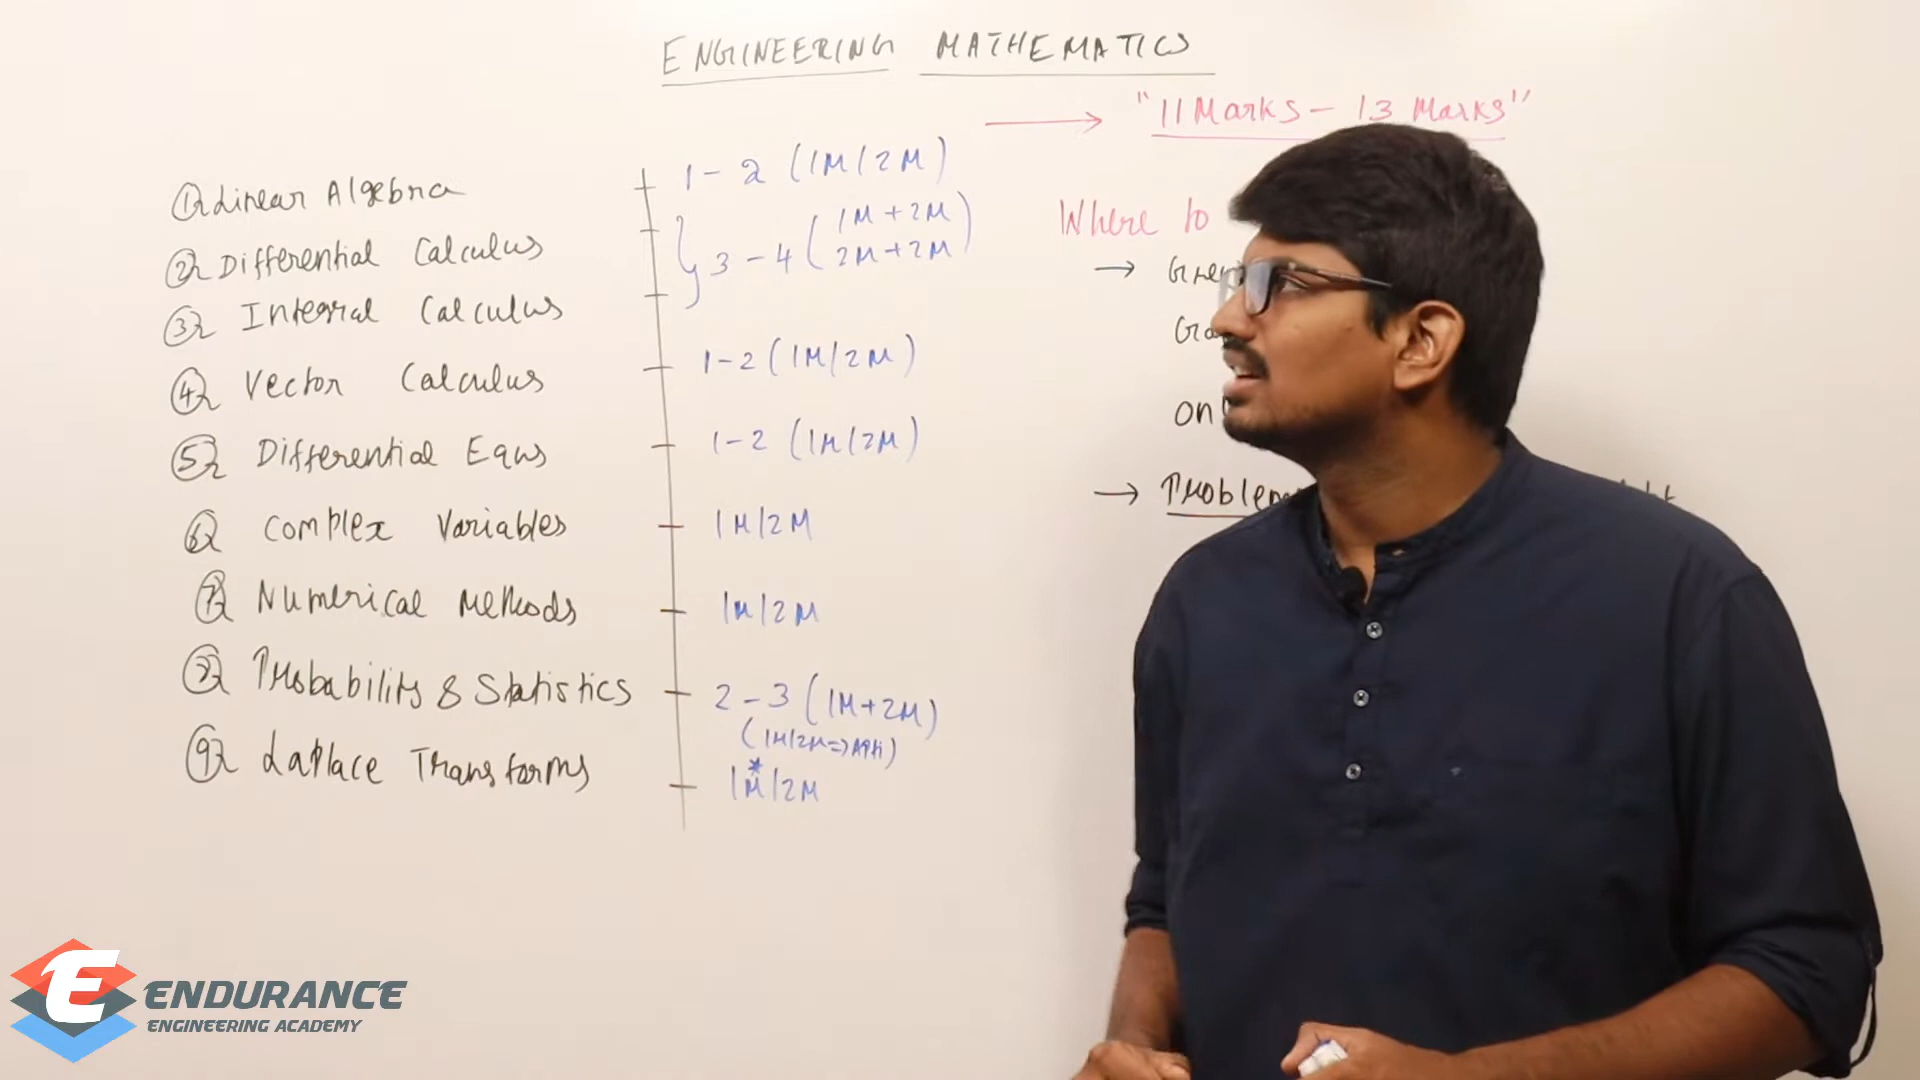 ENGINEERING MATHEMATICS
"11 Marks - 13 Marks"
① Linear Algebra
1 - 2 (1M/2M)
② Differential Calculus
③ Integral Calculus
3 - 4 (1M + 2M
2M + 2M)
④ Vector Calculus
1-2 (1M/2M)
⑤ Differential Eqns
1-2 (1M/2M)
⑥ Complex Variables
1M/2M
⑦ Numerical Methods
1M/2M
Probability & Statistics
2 - 3 (1M+2M)
(1M/2M=>Apti)
⑨ Laplace Transforms
1M*/2M
Where to
→
→ Problem
E
ENDURANCE
ENGINEERING ACADEMY